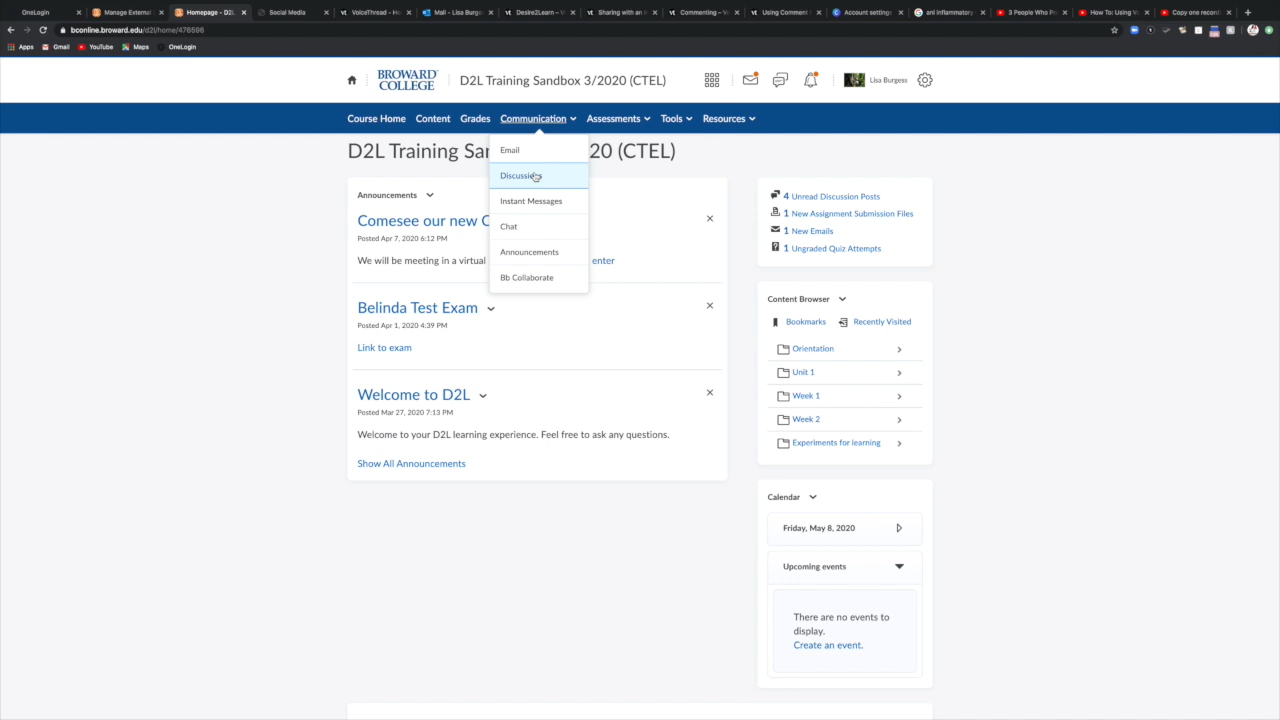 OneLogin
Manage Externa
Homepage - D2L
Social Media
VoiceThread - Ho
Mail - Lisa Burge
Desire2Learn – V
Sharing with an i
Commenting – Vo
Using Comment
Account settings
ani inflammatory
3 People Who Pr
How To: Using V
Copy one record
bconline.broward.edu/d2l/home/476598
Apps
Gmail
YouTube
Maps
OneLogin
BROWARD
COLLEGE
D2L Training Sandbox 3/2020 (CTEL)
Lisa Burgess
Course Home
Content
Grades
Communication
Assessments
Tools
Resources
Email
Discussions
Instant Messages
Chat
Announcements
Bb Collaborate
D2L Training San
20 (CTEL)
Announcements
Comesee our new C
Posted Apr 7, 2020 6:12 PM
We will be meeting in a virtual
enter
Belinda Test Exam
Posted Apr 1, 2020 4:39 PM
Link to exam
Welcome to D2L
Posted Mar 27, 2020 7:13 PM
Welcome to your D2L learning experience. Feel free to ask any questions.
Show All Announcements
4 Unread Discussion Posts
1 New Assignment Submission Files
1 New Emails
1 Ungraded Quiz Attempts
Content Browser
Bookmarks
Recently Visited
Orientation
Unit 1
Week 1
Week 2
Experiments for learning
Calendar
Friday, May 8, 2020
Upcoming events
There are no events to
display.
Create an event.